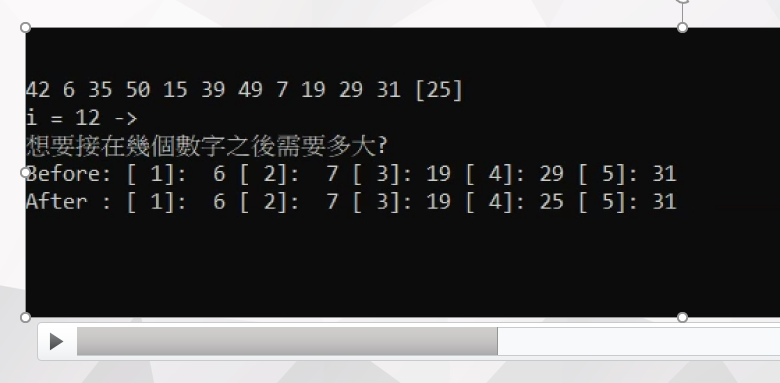 42 6 35 50 15 39 49 7 19 29 31 [25]
i = 12 ->
想要接在幾個數字之後需要多大?
Before: [ 1]:  6 [ 2]:  7 [ 3]: 19 [ 4]: 29 [ 5]: 31
After : [ 1]:  6 [ 2]:  7 [ 3]: 19 [ 4]: 25 [ 5]: 31